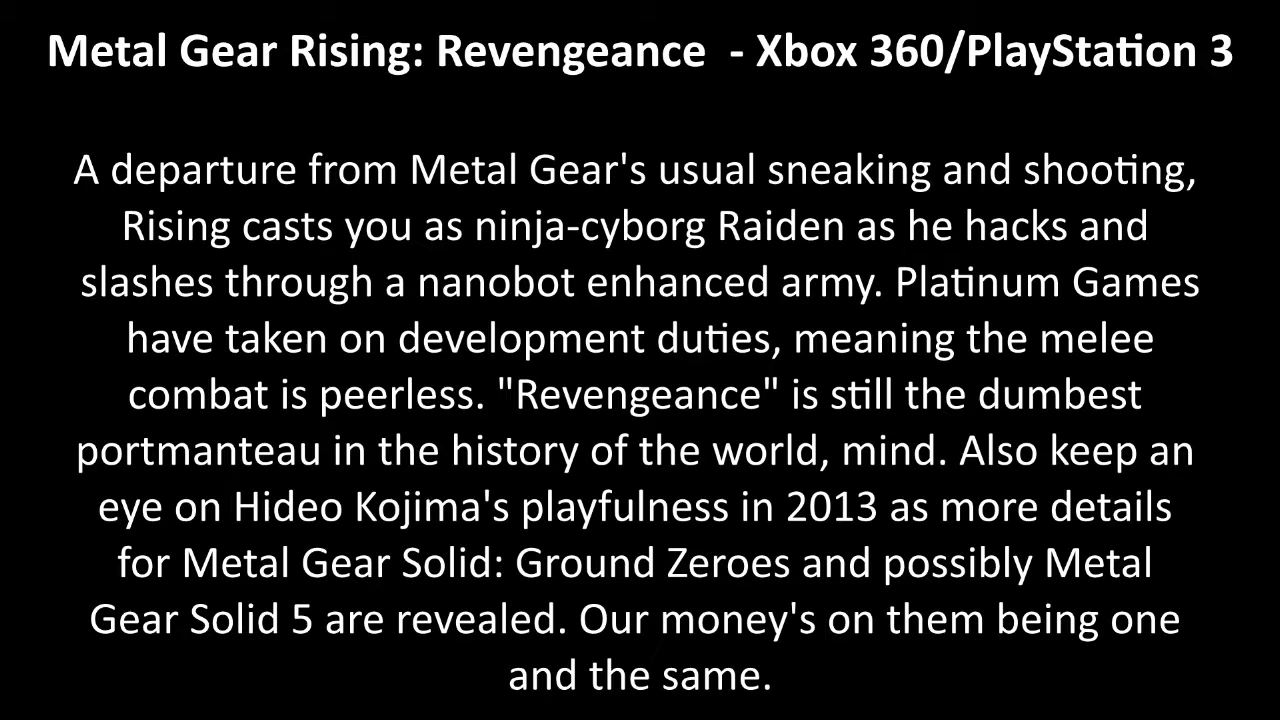 Metal Gear Rising: Revengeance - Xbox 360/PlayStation 3
A departure from Metal Gear's usual sneaking and shooting,
Rising casts you as ninja-cyborg Raiden as he hacks and
slashes through a nanobot enhanced army. Platinum Games
have taken on development duties, meaning the melee
combat is peerless. "Revengeance" is still the dumbest
portmanteau in the history of the world, mind. Also keep an
eye on Hideo Kojima's playfulness in 2013 as more details
for Metal Gear Solid: Ground Zeroes and possibly Metal
Gear Solid 5 are revealed. Our money's on them being one
and the same.